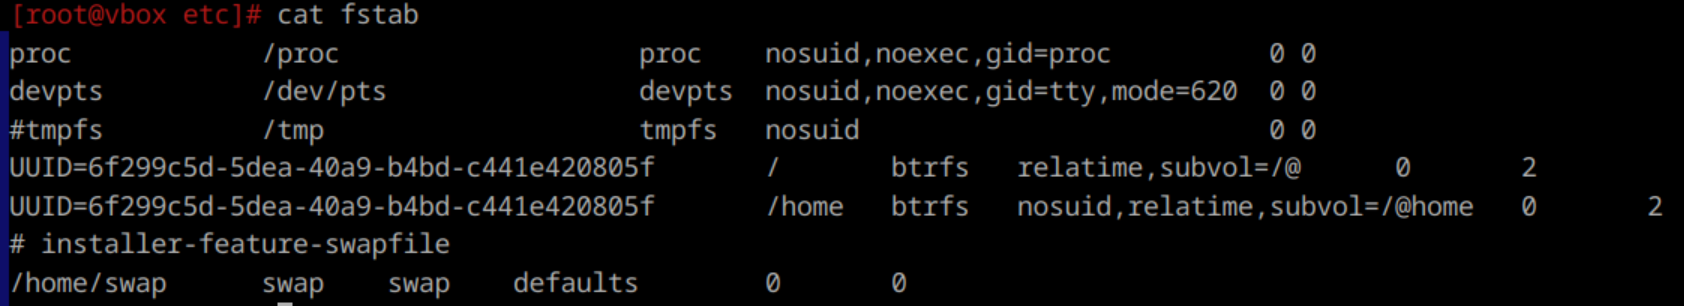 [root@vbox etc]# cat fstab
proc /proc proc nosuid,noexec,gid=proc 0 0
devpts /dev/pts devpts nosuid,noexec,gid=tty,mode=620 0 0
#tmpfs /tmp tmpfs nosuid 0 0
UUID=6f299c5d-5dea-40a9-b4bd-c441e420805f / btrfs relatime,subvol=/@ 0 2
UUID=6f299c5d-5dea-40a9-b4bd-c441e420805f /home btrfs nosuid,relatime,subvol=/@home 0 2
# installer-feature-swapfile
/home/swap swap swap defaults 0 0